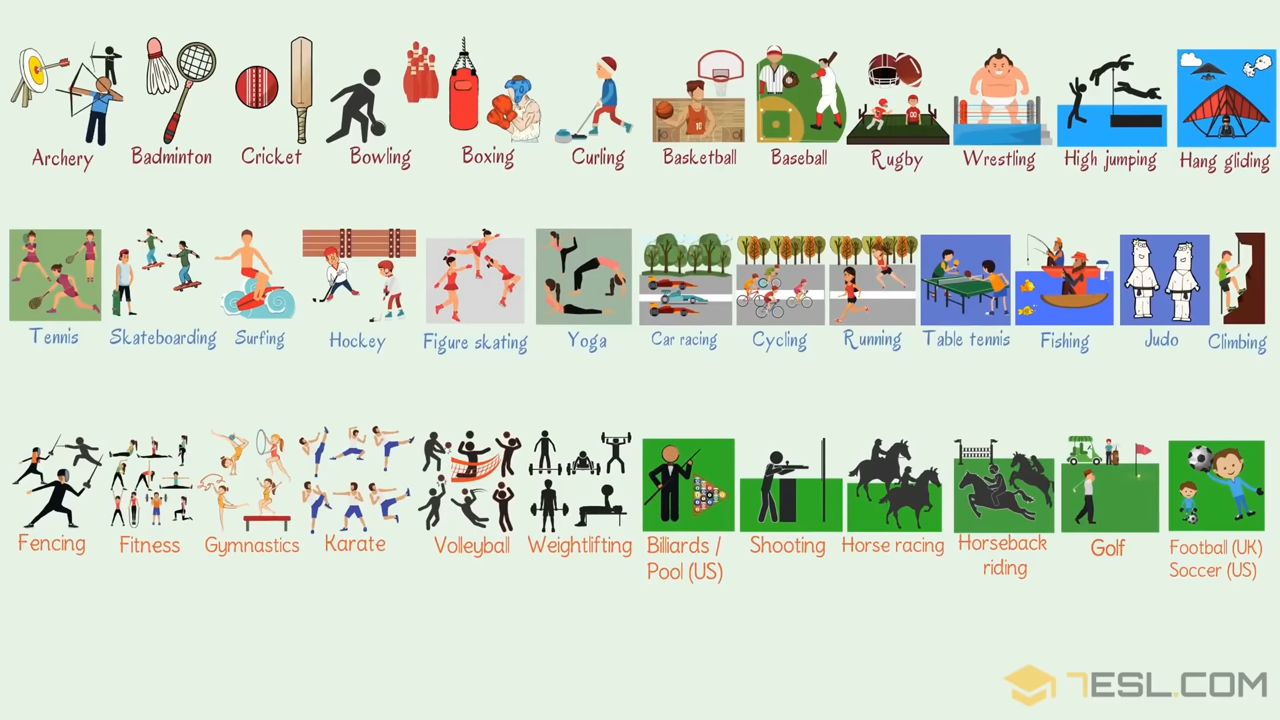 Archery Badminton Cricket Bowling Boxing Curling Basketball Baseball Rugby Wrestling High jumping Hang gliding
Tennis Skateboarding Surfing Hockey Figure skating Yoga Car racing Cycling Running Table tennis Fishing Judo Climbing
Fencing Fitness Gymnastics Karate Volleyball Weightlifting Billiards / Shooting Horse racing Horseback Golf Football (UK)
Pool (US) riding Soccer (US)
7ESL.COM